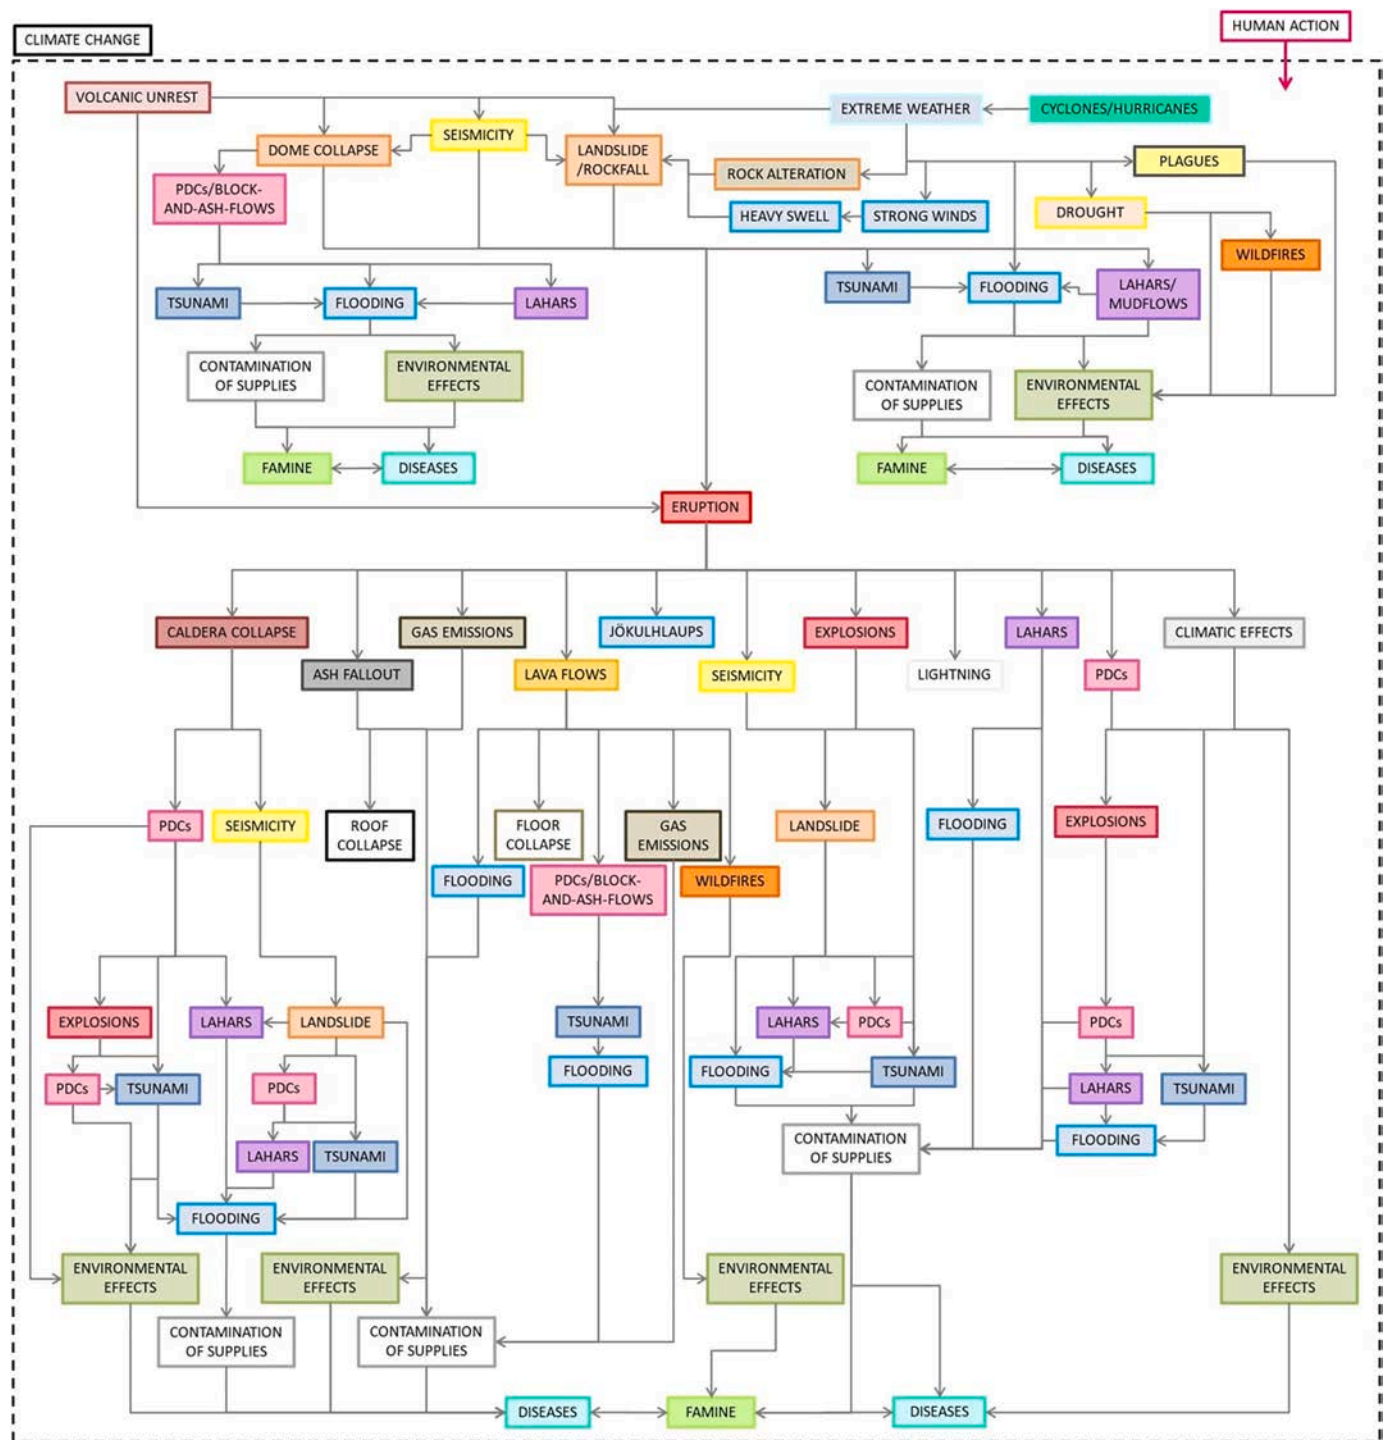 CLIMATE CHANGE
HUMAN ACTION
VOLCANIC UNREST
EXTREME WEATHER
CYCLONES/HURRICANES
SEISMICITY
DOME COLLAPSE
LANDSLIDE
/ROCKFALL
PLAGUES
ROCK ALTERATION
PDCs/BLOCK-
AND-ASH-FLOWS
HEAVY SWELL
STRONG WINDS
DROUGHT
WILDFIRES
TSUNAMI
FLOODING
LAHARS
TSUNAMI
FLOODING
LAHARS/
MUDFLOWS
CONTAMINATION
OF SUPPLIES
ENVIRONMENTAL
EFFECTS
CONTAMINATION
OF SUPPLIES
ENVIRONMENTAL
EFFECTS
FAMINE
DISEASES
FAMINE
DISEASES
ERUPTION
CALDERA COLLAPSE
GAS EMISSIONS
JÖKULHLAUPS
EXPLOSIONS
LAHARS
CLIMATIC EFFECTS
ASH FALLOUT
LAVA FLOWS
SEISMICITY
LIGHTNING
PDCs
PDCs
SEISMICITY
ROOF
COLLAPSE
FLOOR
COLLAPSE
GAS
EMISSIONS
LANDSLIDE
FLOODING
EXPLOSIONS
FLOODING
PDCs/BLOCK-
AND-ASH-FLOWS
WILDFIRES
EXPLOSIONS
LAHARS
LANDSLIDE
TSUNAMI
LAHARS
PDCs
PDCs
PDCs
TSUNAMI
PDCs
FLOODING
FLOODING
TSUNAMI
LAHARS
TSUNAMI
LAHARS
TSUNAMI
CONTAMINATION
OF SUPPLIES
FLOODING
FLOODING
ENVIRONMENTAL
EFFECTS
ENVIRONMENTAL
EFFECTS
ENVIRONMENTAL
EFFECTS
ENVIRONMENTAL
EFFECTS
CONTAMINATION
OF SUPPLIES
CONTAMINATION
OF SUPPLIES
DISEASES
FAMINE
DISEASES